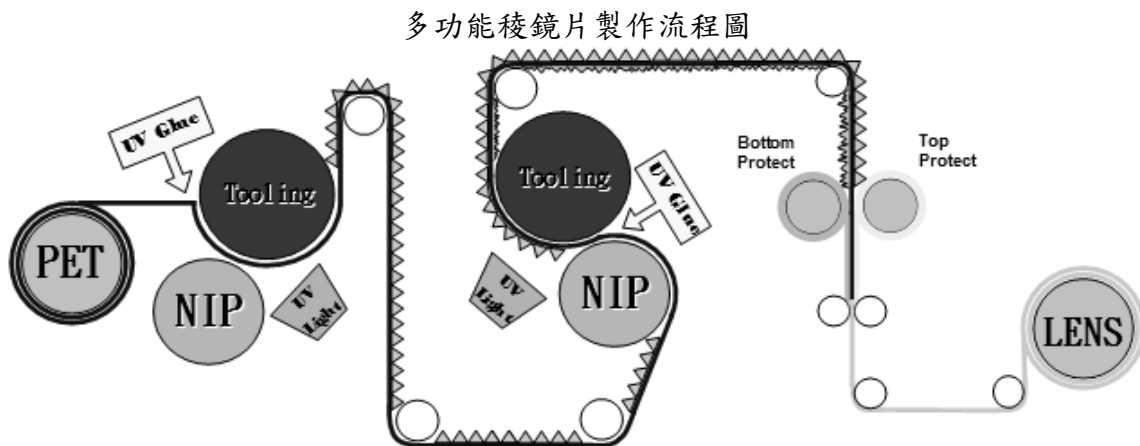 多功能稜鏡片製作流程圖
UV Glue
Tooling
PET
NIP
UV
Light
Tooling
UV Glue
UV
Light
NIP
Bottom
Protect
Top
Protect
LENS